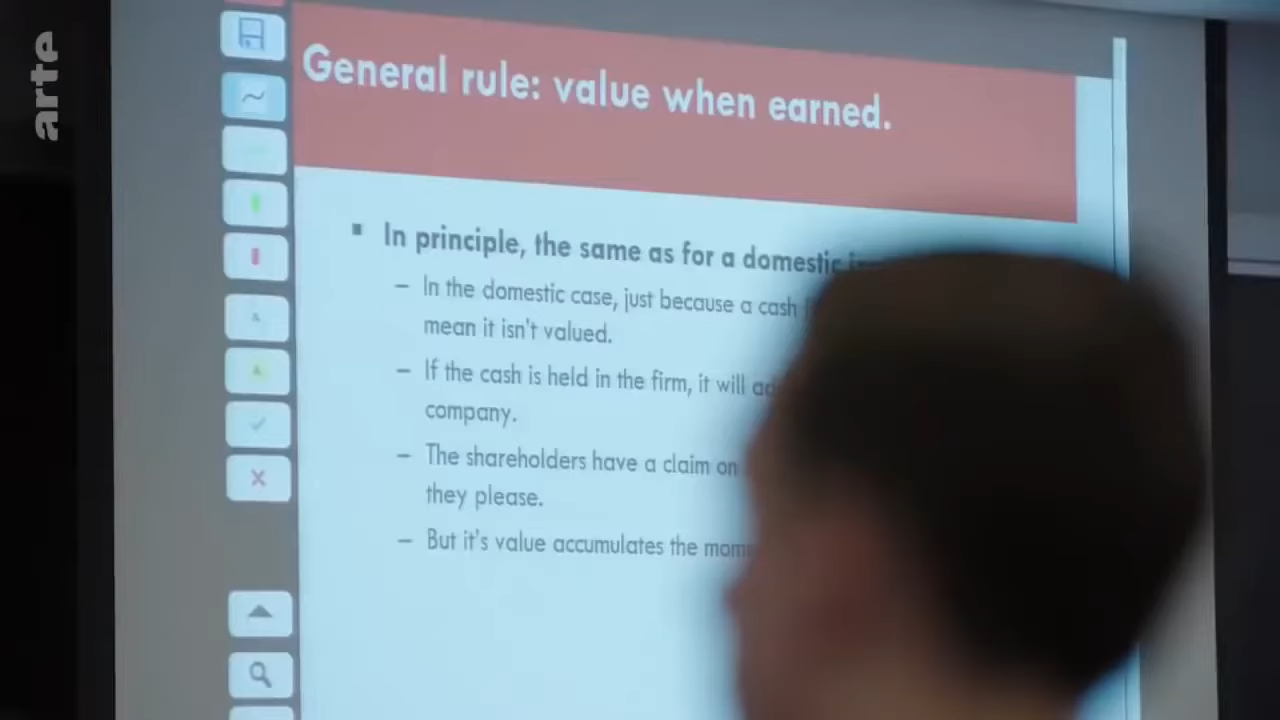 arte
General rule: value when earned.
In principle, the same as for a domestic
– In the domestic case, just because a cash
mean it isn't valued.
– If the cash is held in the firm, it will
company.
– The shareholders have a claim on
they please.
– But it's value accumulates the